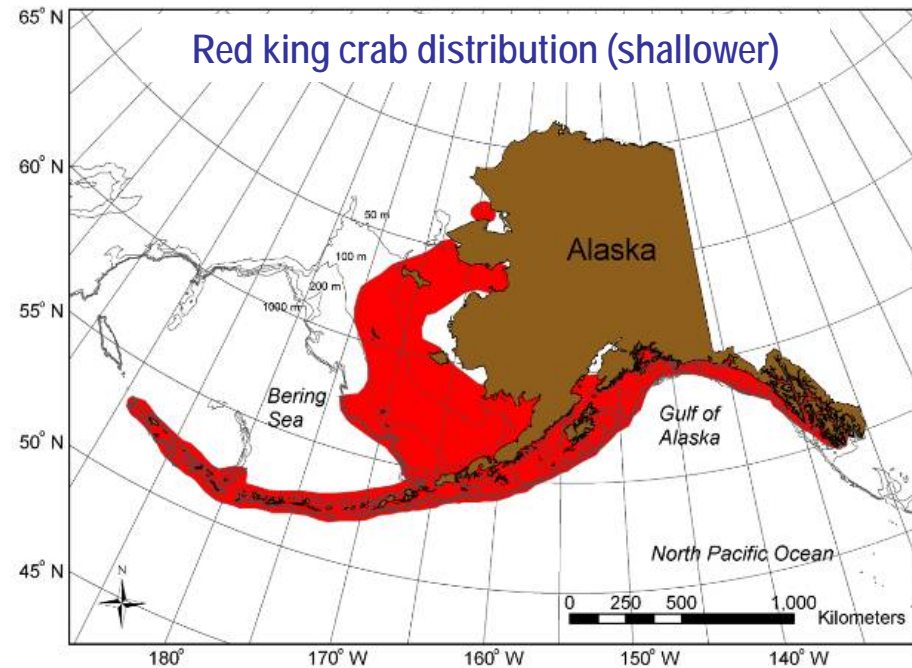 Red king crab distribution (shallower)
65° N
60° N
55° N
50° N
45° N
50 m
100 m
200 m
1000 m
Alaska
Bering
Sea
Gulf of
Alaska
North Pacific Ocean
N
0 250 500 1,000
Kilometers
180° 170° W 160° W 150° W 140° W